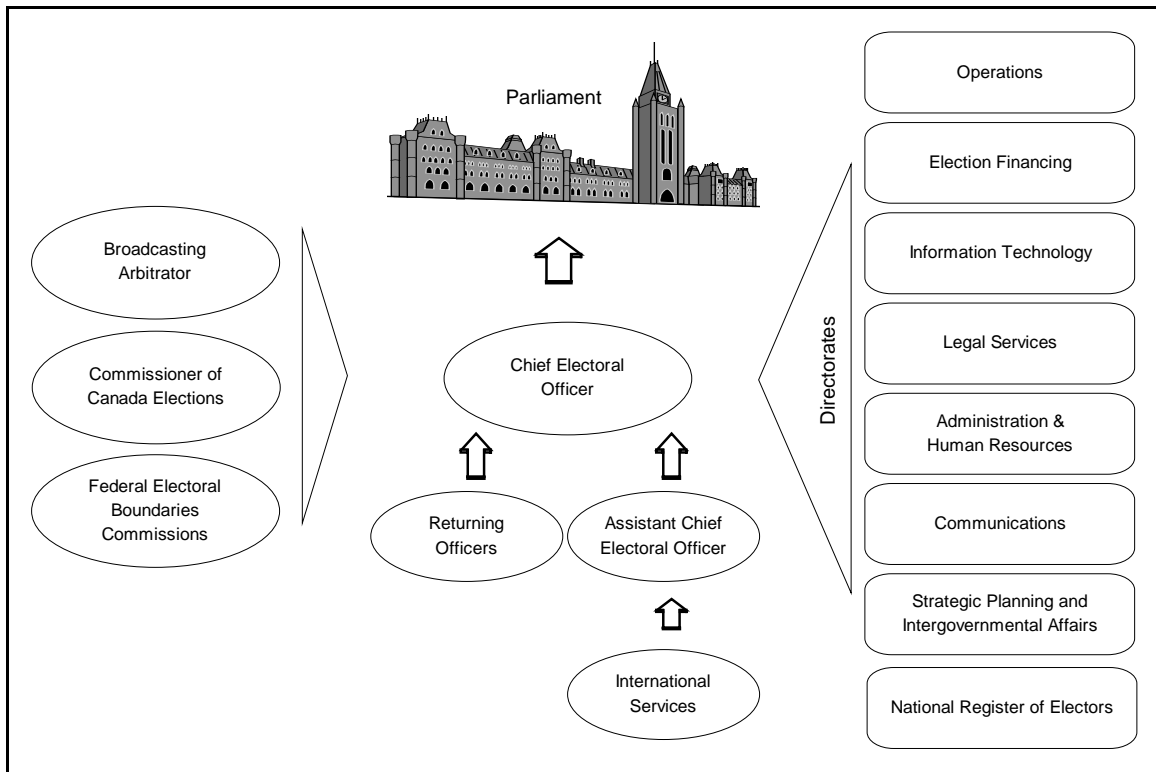 Parliament
Broadcasting
Arbitrator
Commissioner of
Canada Elections
Federal Electoral
Boundaries
Commissions
Chief Electoral
Officer
Returning
Officers
Assistant Chief
Electoral Officer
International
Services
Directorates
Operations
Election Financing
Information Technology
Legal Services
Administration &
Human Resources
Communications
Strategic Planning and
Intergovernmental Affairs
National Register of Electors